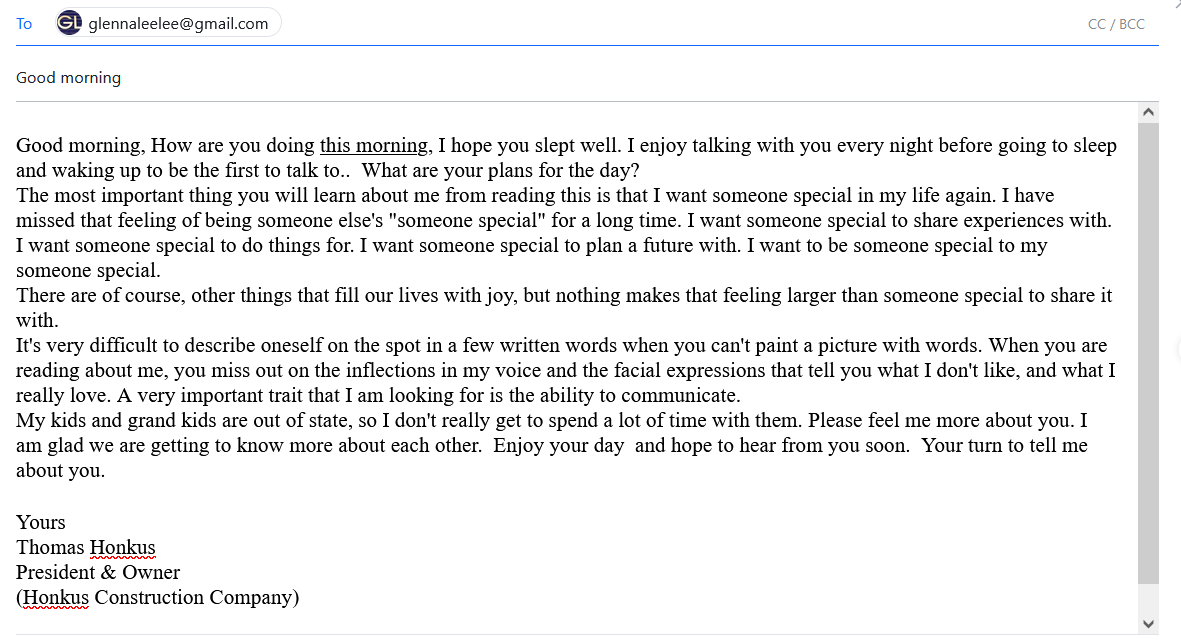 To GL glennaleelee@gmail.com CC / BCC
Good morning
Good morning, How are you doing this morning, I hope you slept well. I enjoy talking with you every night before going to sleep
and waking up to be the first to talk to..  What are your plans for the day?
The most important thing you will learn about me from reading this is that I want someone special in my life again. I have
missed that feeling of being someone else's "someone special" for a long time. I want someone special to share experiences with.
I want someone special to do things for. I want someone special to plan a future with. I want to be someone special to my
someone special.
There are of course, other things that fill our lives with joy, but nothing makes that feeling larger than someone special to share it
with.
It's very difficult to describe oneself on the spot in a few written words when you can't paint a picture with words. When you are
reading about me, you miss out on the inflections in my voice and the facial expressions that tell you what I don't like, and what I
really love. A very important trait that I am looking for is the ability to communicate.
My kids and grand kids are out of state, so I don't really get to spend a lot of time with them. Please feel me more about you. I
am glad we are getting to know more about each other.  Enjoy your day  and hope to hear from you soon.  Your turn to tell me
about you.
Yours
Thomas Honkus
President & Owner
(Honkus Construction Company)